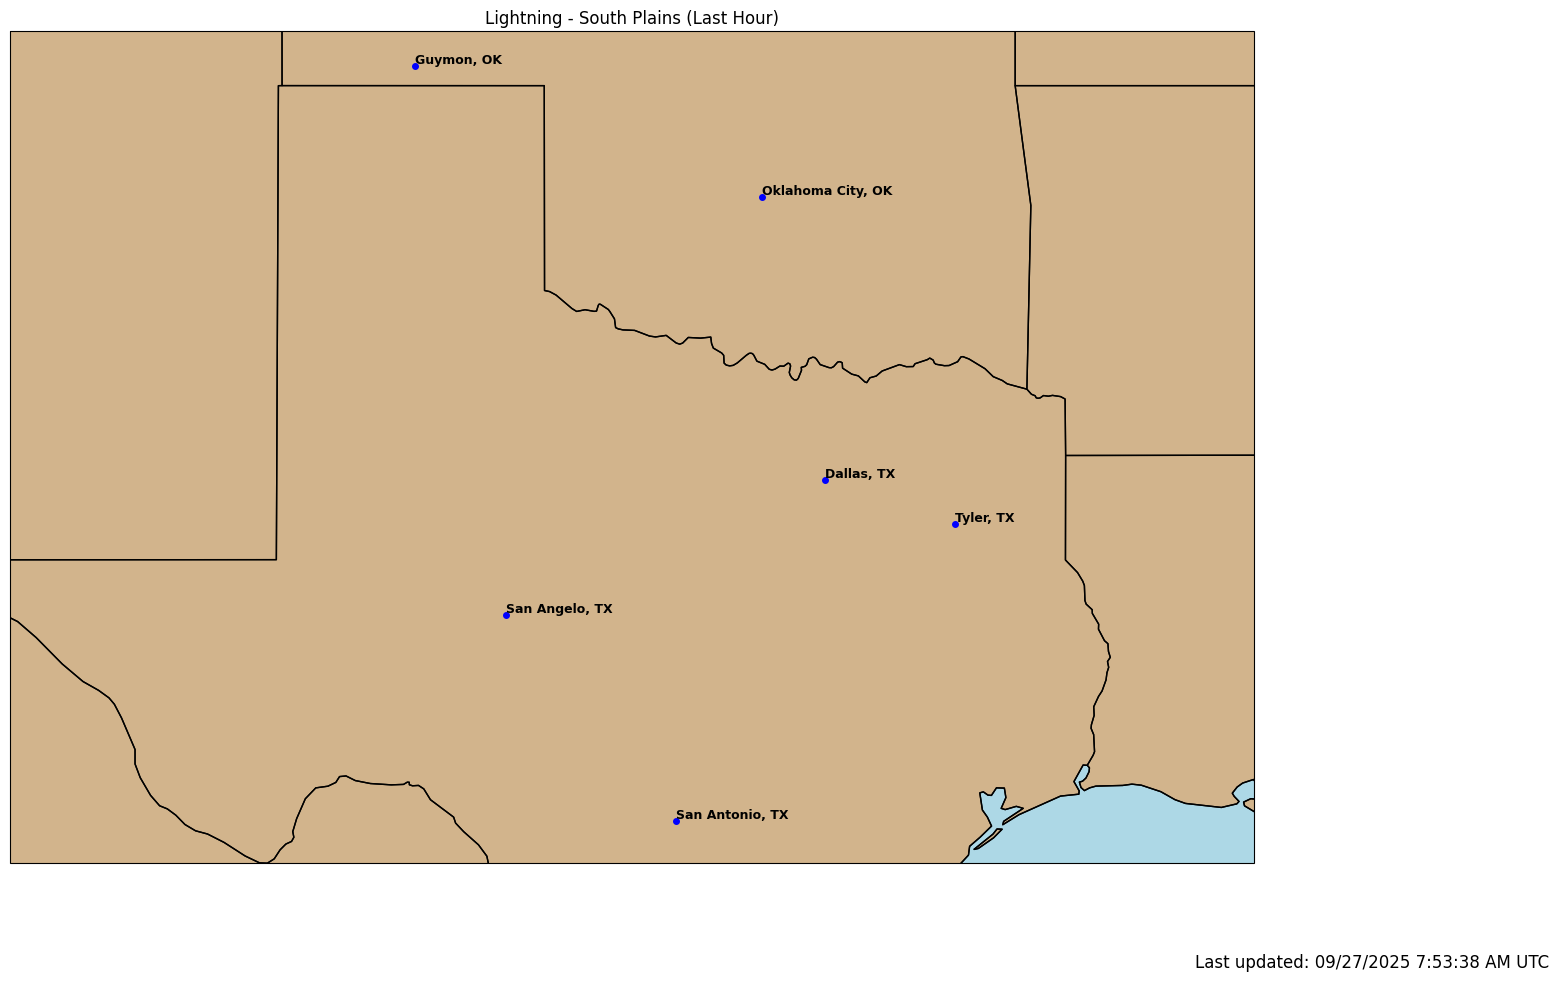 Lightning - South Plains (Last Hour)
Guymon, OK
Oklahoma City, OK
Dallas, TX
Tyler, TX
San Angelo, TX
San Antonio, TX
Last updated: 09/27/2025 7:53:38 AM UTC